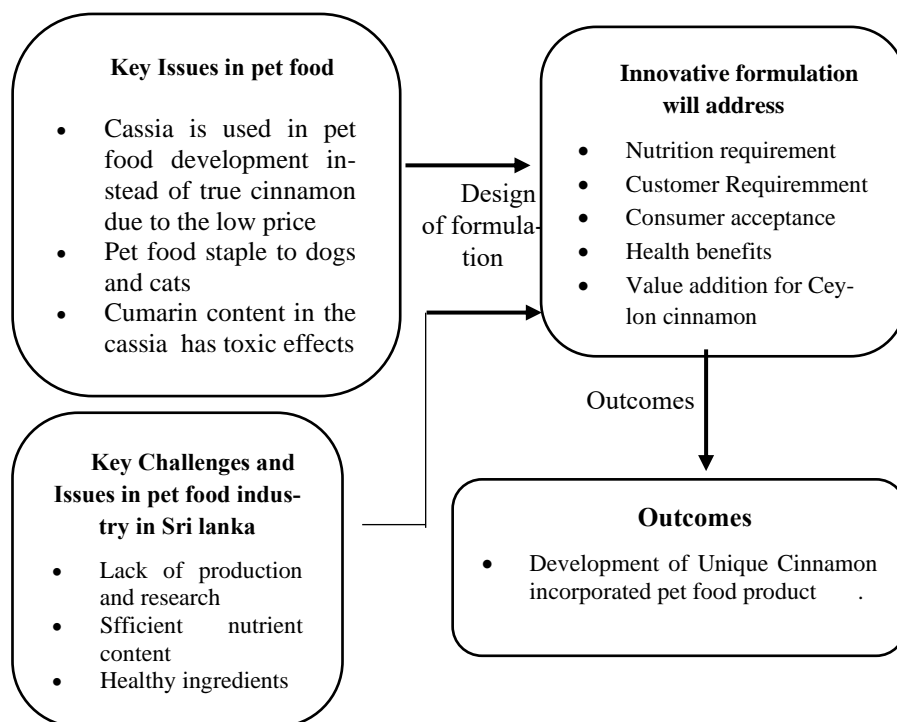 Key Issues in pet food
• Cassia is used in pet
food development in-
stead of true cinnamon
due to the low price
• Pet food staple to dogs
and cats
• Cumarin content in the
cassia has toxic effects
Design
of formula-
tion
Innovative formulation
will address
• Nutrition requirement
• Customer Requiremment
• Consumer acceptance
• Health benefits
• Value addition for Cey-
lon cinnamon
Key Challenges and
Issues in pet food indus-
try in Sri lanka
• Lack of production
and research
• Sfficient nutrient
content
• Healthy ingredients
Outcomes
Outcomes
• Development of Unique Cinnamon
incorporated pet food product .